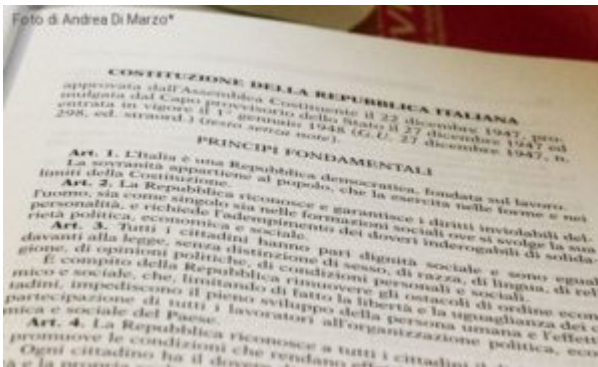 Foto di Andrea Di Marzo*
COSTITUZIONE DELLA REPUBBLICA ITALIANA
approvata dall'Assemblea Costituente il 22 dicembre 1947, pro-
mulgata dal Capo provvisorio dello Stato il 27 dicembre 1947 ed
entrata in vigore il 1° gennaio 1948 (G.U. 27 dicembre 1947, n.
298, ed. straord.) (testo senza note).
PRINCIPI FONDAMENTALI
Art. 1. L'Italia è una Repubblica democratica, fondata sul lavoro.
La sovranità appartiene al popolo, che la esercita nelle forme e nei
limiti della Costituzione.
Art. 2. La Repubblica riconosce e garantisce i diritti inviolabili del-
l'uomo, sia come singolo sia nelle formazioni sociali ove si svolge la sua
personalità, e richiede l'adempimento dei doveri inderogabili di solida-
rietà politica, economica e sociale.
Art. 3. Tutti i cittadini hanno pari dignità sociale e sono egual
davanti alla legge, senza distinzione di sesso, di razza, di lingua, di rel
gione, di opinioni politiche, di condizioni personali e sociali.
È compito della Repubblica rimuovere gli ostacoli di ordine econ
mico e sociale, che, limitando di fatto la libertà e la uguaglianza dei c
tadini, impediscono il pieno sviluppo della persona umana e l'effett
partecipazione di tutti i lavoratori all'organizzazione politica, eco
mica e sociale del Paese.
Art. 4. La Repubblica riconosce a tutti i cittadini il d
promuove le condizioni che rendano effet
Ogni cittadino ha il dovere d
à e la propria